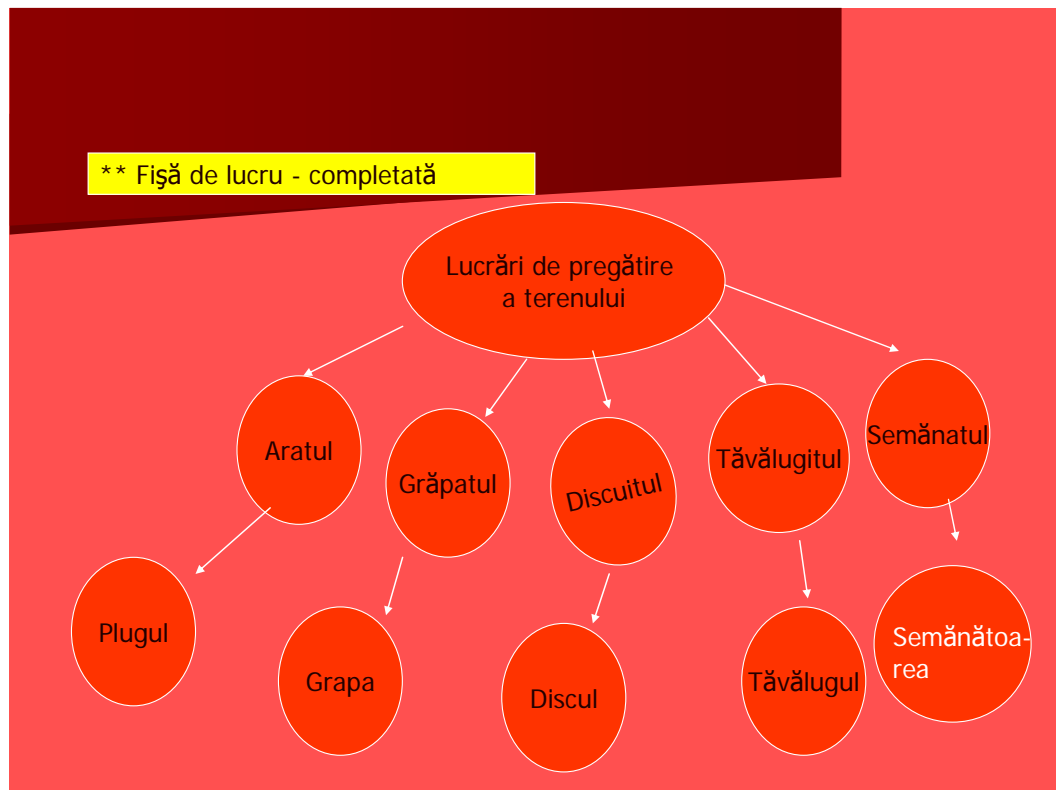 ** Fişă de lucru - completată
Lucrări de pregătire
a terenului
Aratul
Grăpatul
Discuitul
Tăvălugitul
Semănatul
Plugul
Grapa
Discul
Tăvălugul
Semănătoa-
rea